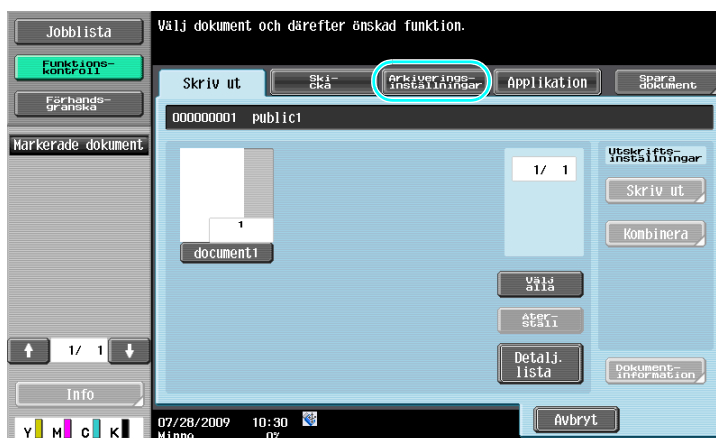 Jobblista
Välj dokument och därefter önskad funktion.
Funktions-
kontroll
Förhands-
granska
Skriv ut
Ski-
cka
Arkiverings-
inställningar
Applikation
Spara
dokument
000000001 Public1
Markerade dokument
1/ 1
Utskrifts-
inställningar
Skriv ut
Kombinera
1
document1
Välj
alla
Åter-
ställ
Detalj.
lista
Dokument-
information
1/ 1
Info
Avbryt
07/28/2009 10:30
Minne 0%
Y M C K